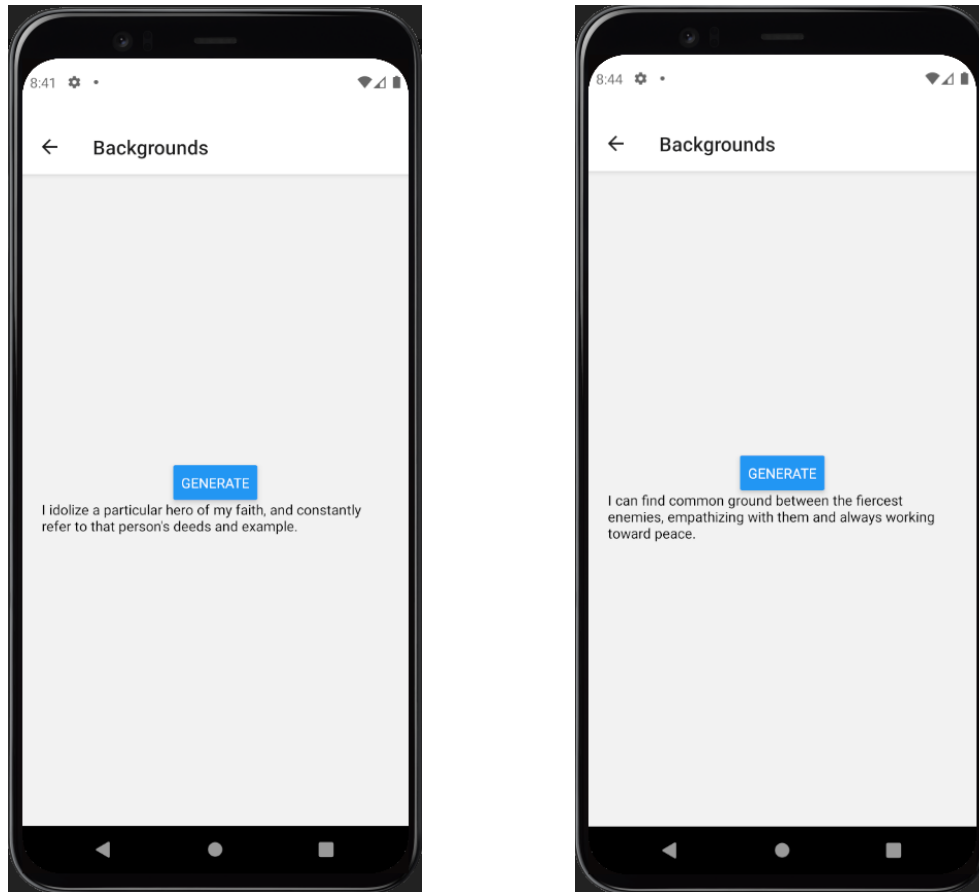 8:41
Backgrounds
GENERATE
I idolize a particular hero of my faith, and constantly
refer to that person's deeds and example.
8:44
Backgrounds
GENERATE
I can find common ground between the fiercest
enemies, empathizing with them and always working
toward peace.